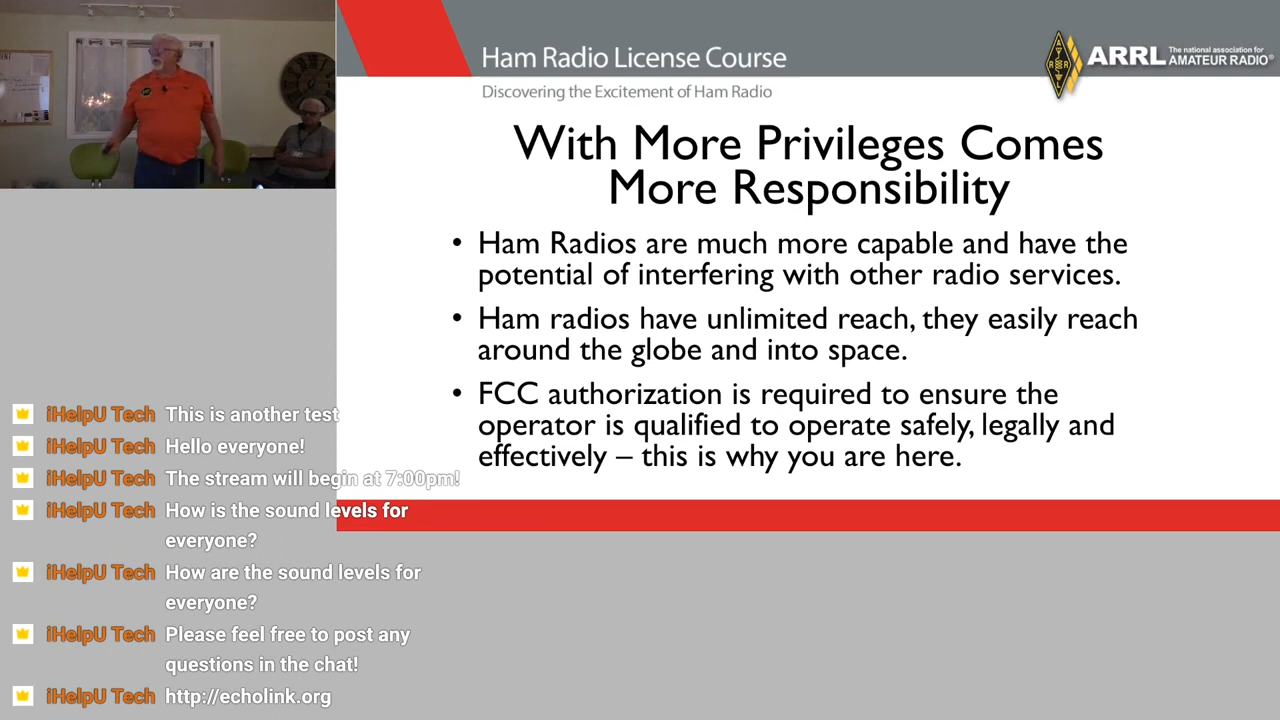 Ham Radio License Course
Discovering the Excitement of Ham Radio
ARRL The national association for
AMATEUR RADIO®
With More Privileges Comes
More Responsibility
• Ham Radios are much more capable and have the
potential of interfering with other radio services.
• Ham radios have unlimited reach, they easily reach
around the globe and into space.
• FCC authorization is required to ensure the
operator is qualified to operate safely, legally and
effectively – this is why you are here.
iHelpU Tech This is another test
iHelpU Tech Hello everyone!
iHelpU Tech The stream will begin at 7:00pm!
iHelpU Tech How is the sound levels for
everyone?
iHelpU Tech How are the sound levels for
everyone?
iHelpU Tech Please feel free to post any
questions in the chat!
iHelpU Tech http://echolink.org